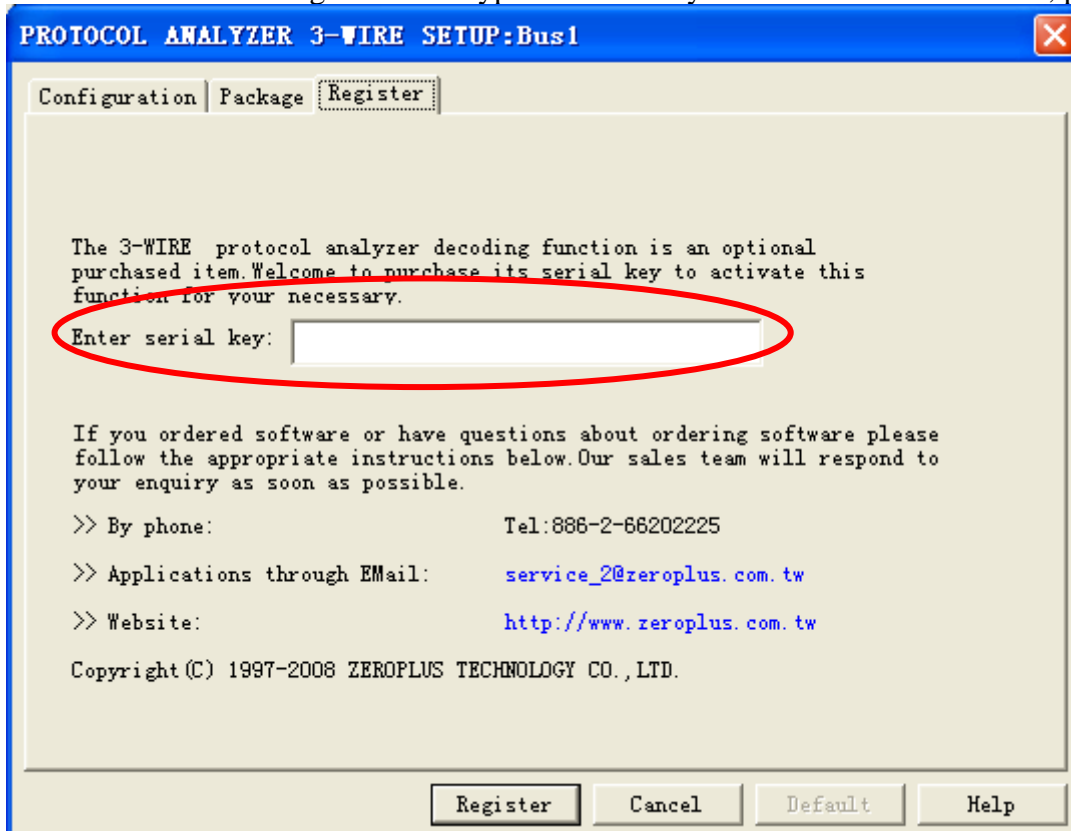 PROTOCOL ANALYZER 3-WIRE SETUP:Bus1
Configuration Package Register
The 3-WIRE protocol analyzer decoding function is an optional
purchased item.Welcome to purchase its serial key to activate this
function for your necessary.
Enter serial key:
If you ordered software or have questions about ordering software please
follow the appropriate instructions below.Our sales team will respond to
your enquiry as soon as possible.
>> By phone: Tel:886-2-66202225
>> Applications through EMail: service_2@zeroplus.com.tw
>> Website: http://www.zeroplus.com.tw
Copyright(C) 1997-2008 ZEROPLUS TECHNOLOGY CO.,LTD.
Register Cancel Default Help